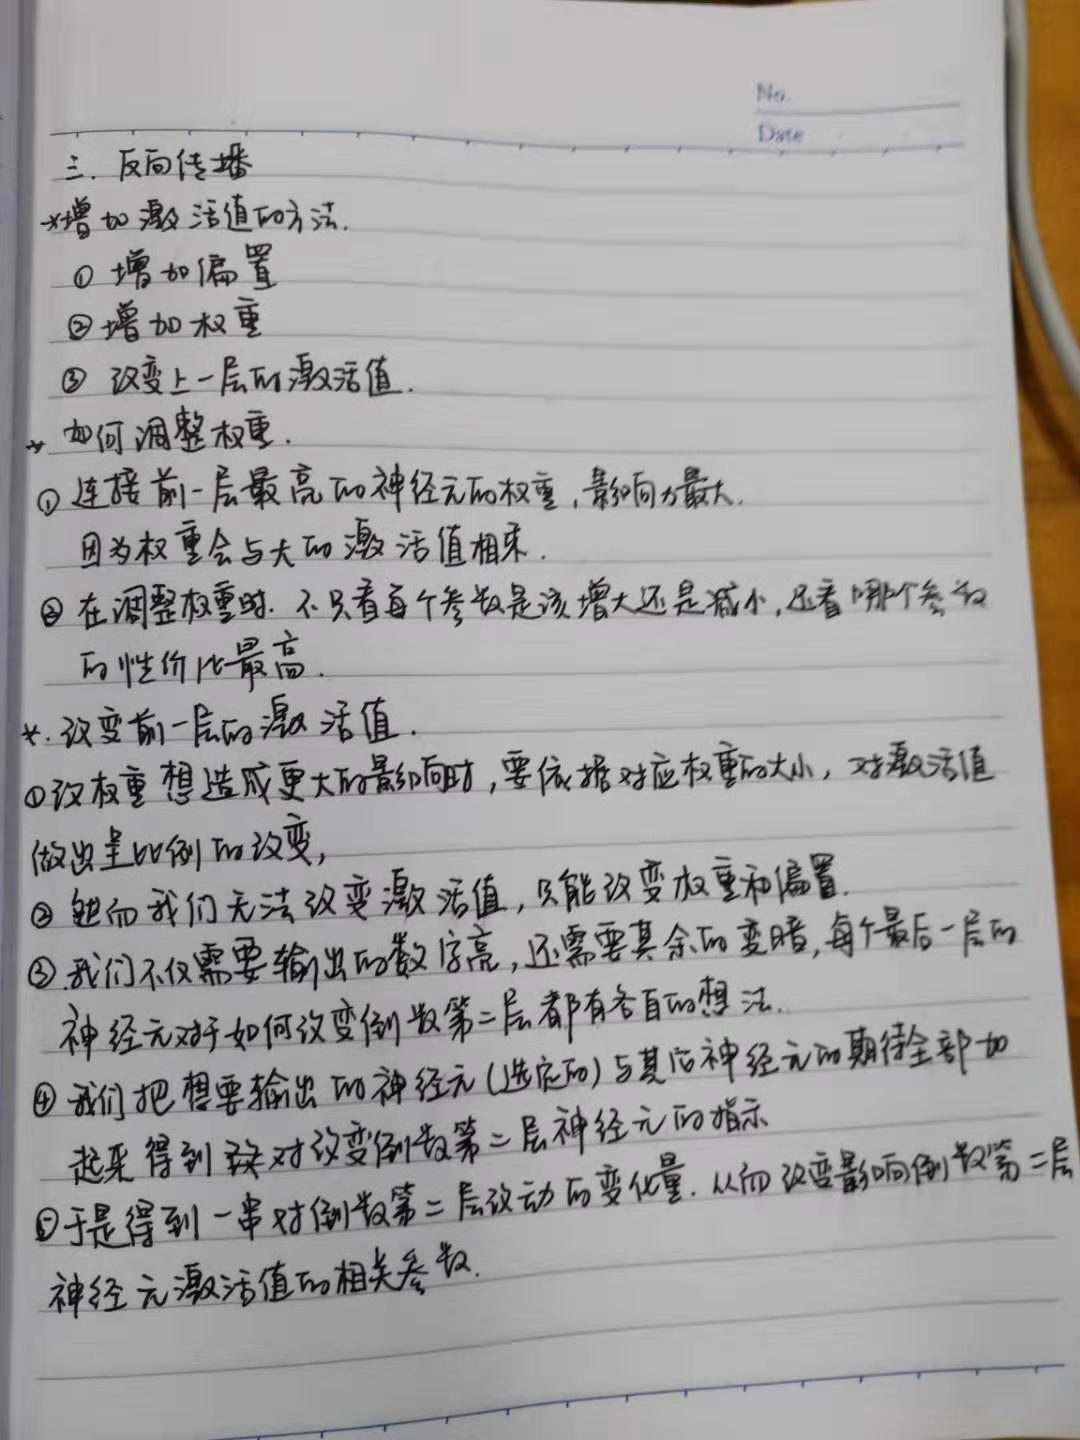 No.
Date
三. 反向传播
*增加激活值的方法.
① 增加偏置
② 增加权重
③ 改变上一层的激活值.
* 如何调整权重.
① 连接前一层最高的神经元的权重,影响力最大.
因为权重会与大的激活值相乘.
② 在调整权重时. 不只看每个参数是该增大还是减小,还看哪个参数
的性价比最高.
*. 改变前一层的激活值.
①改权重想造成更大的影响时,要依据对应权重的大小,对激活值
做出呈比例的改变,
② 然而我们无法改变激活值,只能改变权重和偏置.
③.我们不仅需要输出的数字高,还需要其余的变暗,每个最后一层的
神经元对于如何改变倒数第二层都有各自的想法.
④ 我们把想要输出的神经元(选定的)与其后神经元的期待全部加
起来得到 对改变倒数第二层神经元的指示
⑤于是得到一串对倒数第二层改动的变化量.从而改变影响倒数第二层
神经元激活值的相关参数.